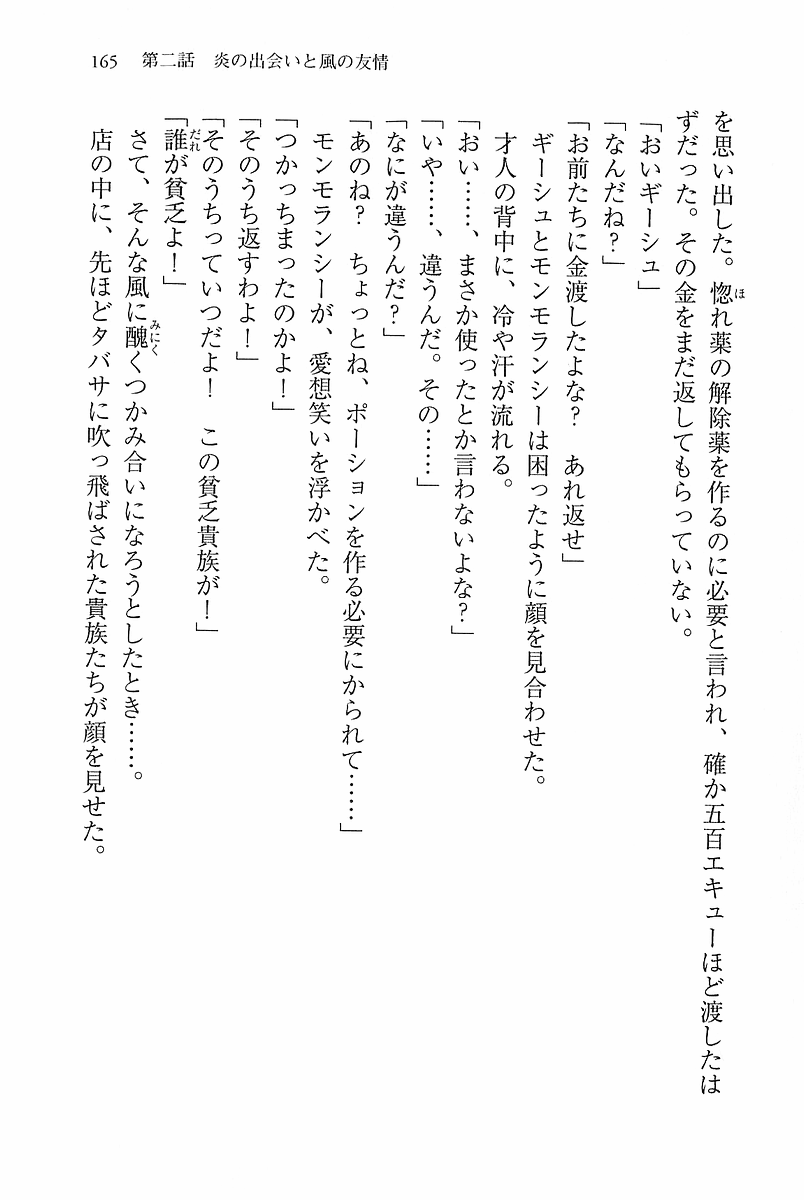 165　第二話　炎の出会いと風の友情
を思い出した。惚れ薬の解除薬を作るのに必要と言われ、確か五百エキューほど渡したは
ずだった。その金をまだ返してもらっていない。
「おいギーシュ」
「なんだね？」
「お前たちに金渡したよな？　あれ返せ」
ギーシュとモンモランシーは困ったように顔を見合わせた。
才人の背中に、冷や汗が流れる。
「おい……、まさか使ったとか言わないよな？」
「いや……、違うんだ。その……」
「なにが違うんだ？」
「あのね？　ちょっとね、ポーションを作る必要にかられて……」
モンモランシーが、愛想笑いを浮かべた。
「つかっちまったのかよ！」
「そのうち返すわよ！」
「そのうちっていつだよ！　この貧乏貴族が！」
「誰が貧乏よ！」
さて、そんな風に醜くつかみ合いになろうとしたとき……。
店の中に、先ほどタバサに吹っ飛ばされた貴族たちが顔を見せた。